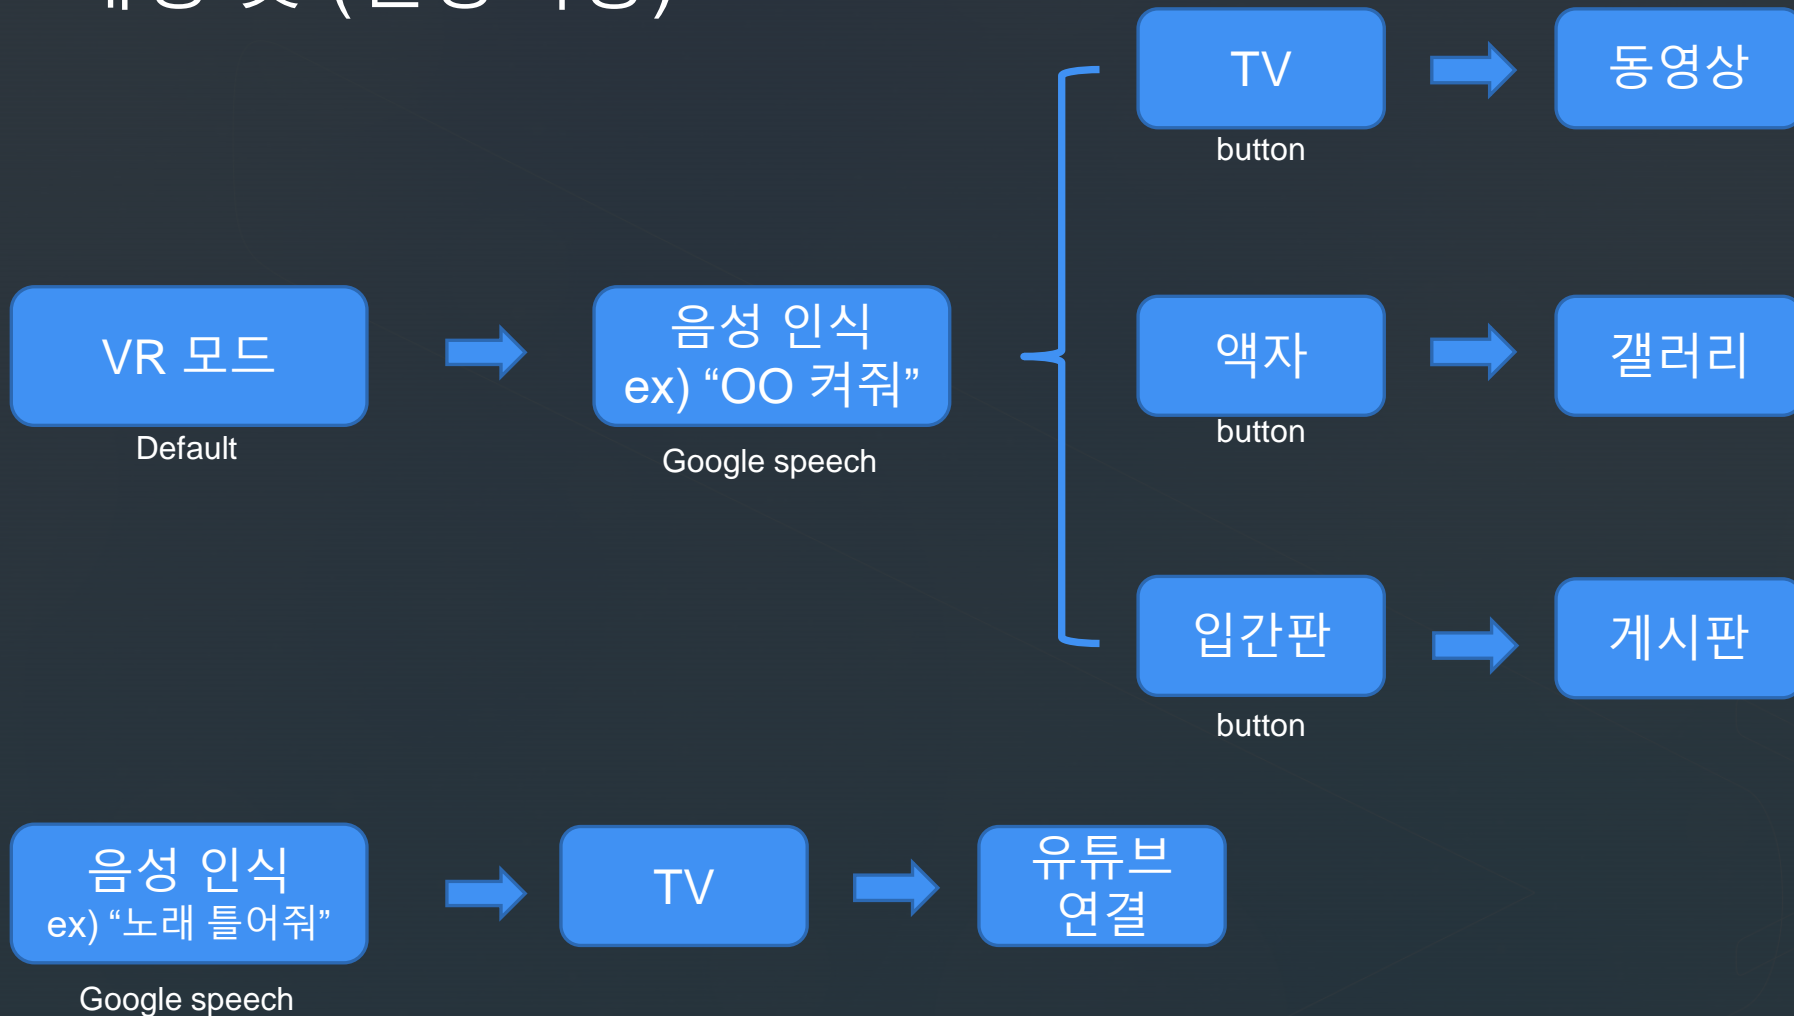 및
TV
button
동영상
VR 모드
Default
음성 인식
ex) “OO 켜줘”
Google speech
액자
button
갤러리
입간판
button
게시판
음성 인식
ex) “노래 틀어줘”
Google speech
TV
유튜브
연결